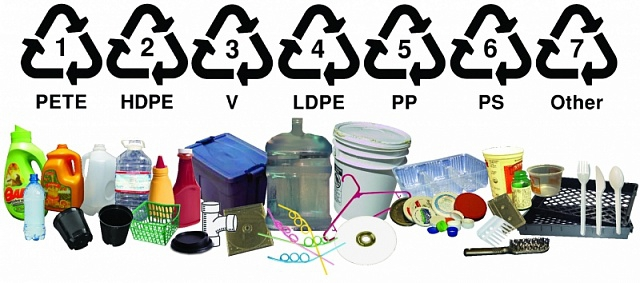 1 2 3 4 5 6 7
PETE HDPE V LDPE PP PS Other